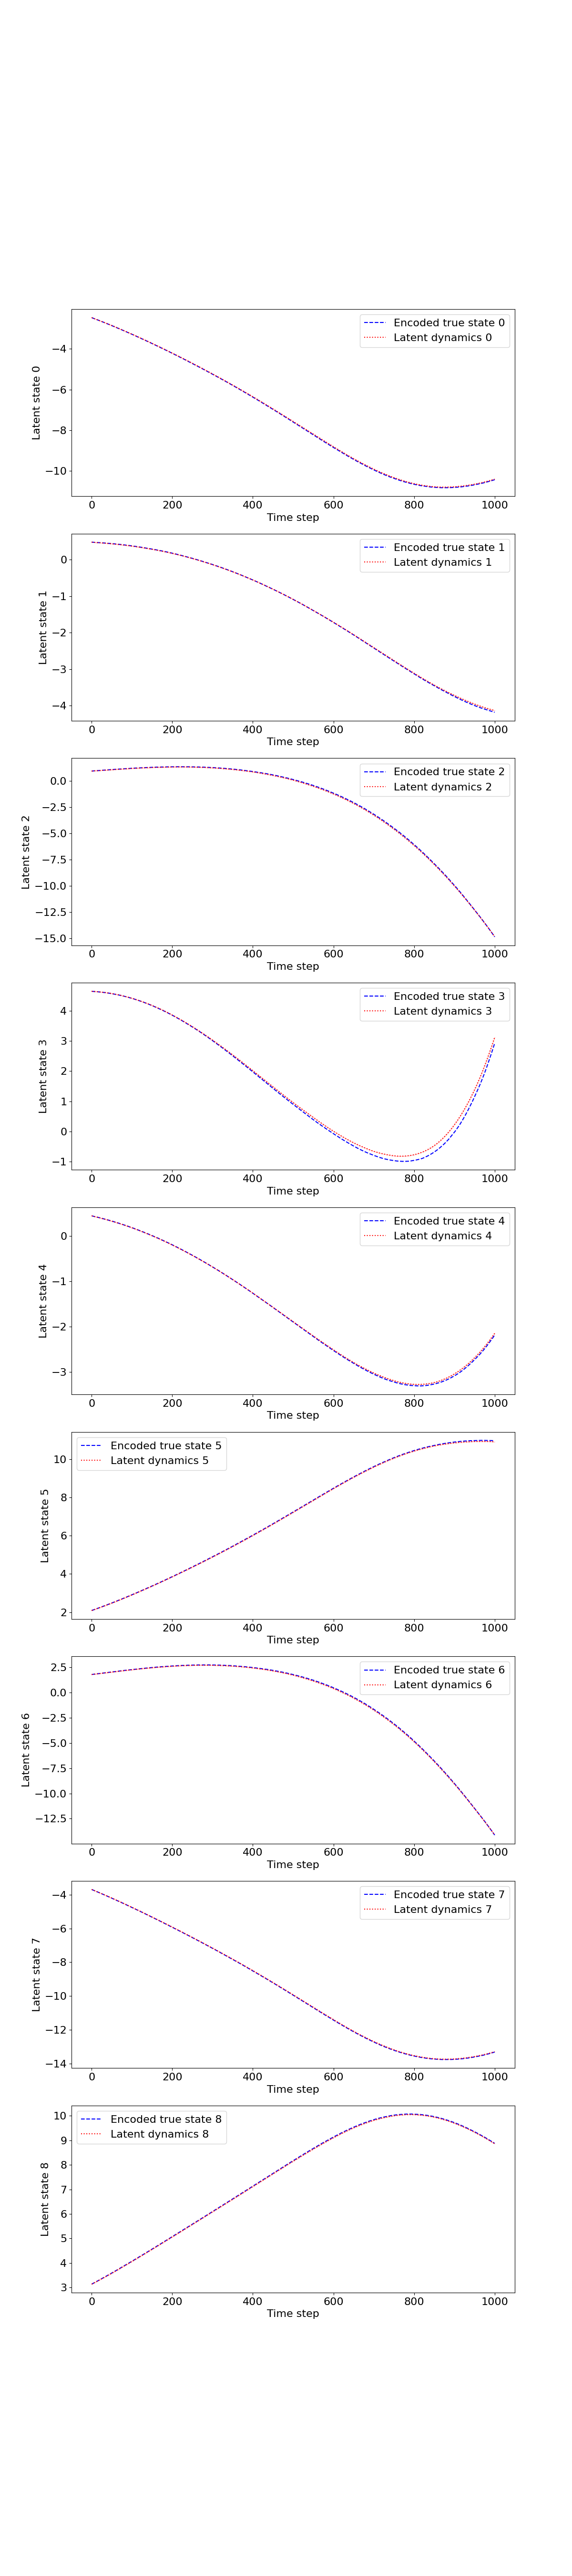 Encoded true state 0
Latent dynamics 0
Latent state 0
−4
−6
−8
−10
0 200 400 600 800 1000
Time step
Encoded true state 1
Latent dynamics 1
Latent state 1
0
−1
−2
−3
−4
0 200 400 600 800 1000
Time step
Encoded true state 2
Latent dynamics 2
Latent state 2
0.0
−2.5
−5.0
−7.5
−10.0
−12.5
−15.0
0 200 400 600 800 1000
Time step
Encoded true state 3
Latent dynamics 3
Latent state 3
4
3
2
1
0
−1
0 200 400 600 800 1000
Time step
Encoded true state 4
Latent dynamics 4
Latent state 4
0
−1
−2
−3
0 200 400 600 800 1000
Time step
Encoded true state 5
Latent dynamics 5
Latent state 5
10
8
6
4
2
0 200 400 600 800 1000
Time step
Encoded true state 6
Latent dynamics 6
Latent state 6
2.5
0.0
−2.5
−5.0
−7.5
−10.0
−12.5
0 200 400 600 800 1000
Time step
Encoded true state 7
Latent dynamics 7
Latent state 7
−4
−6
−8
−10
−12
−14
0 200 400 600 800 1000
Time step
Encoded true state 8
Latent dynamics 8
Latent state 8
10
9
8
7
6
5
4
3
0 200 400 600 800 1000
Time step